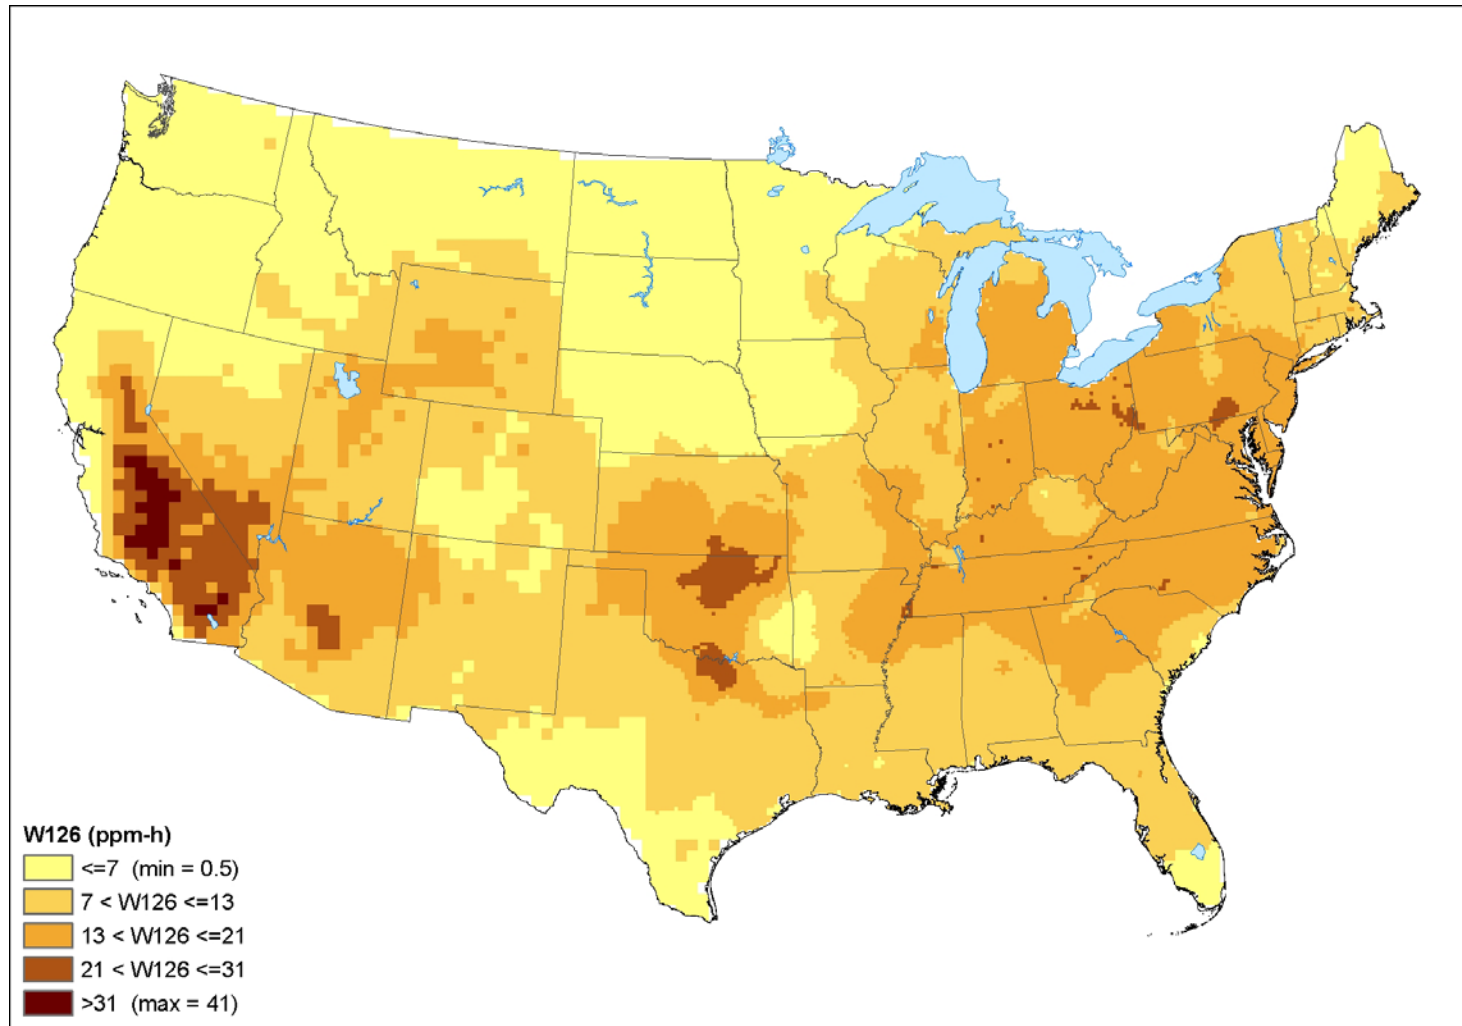 W126 (ppm-h)
<=7 (min = 0.5)
7 < W126 <=13
13 < W126 <=21
21 < W126 <=31
>31 (max = 41)